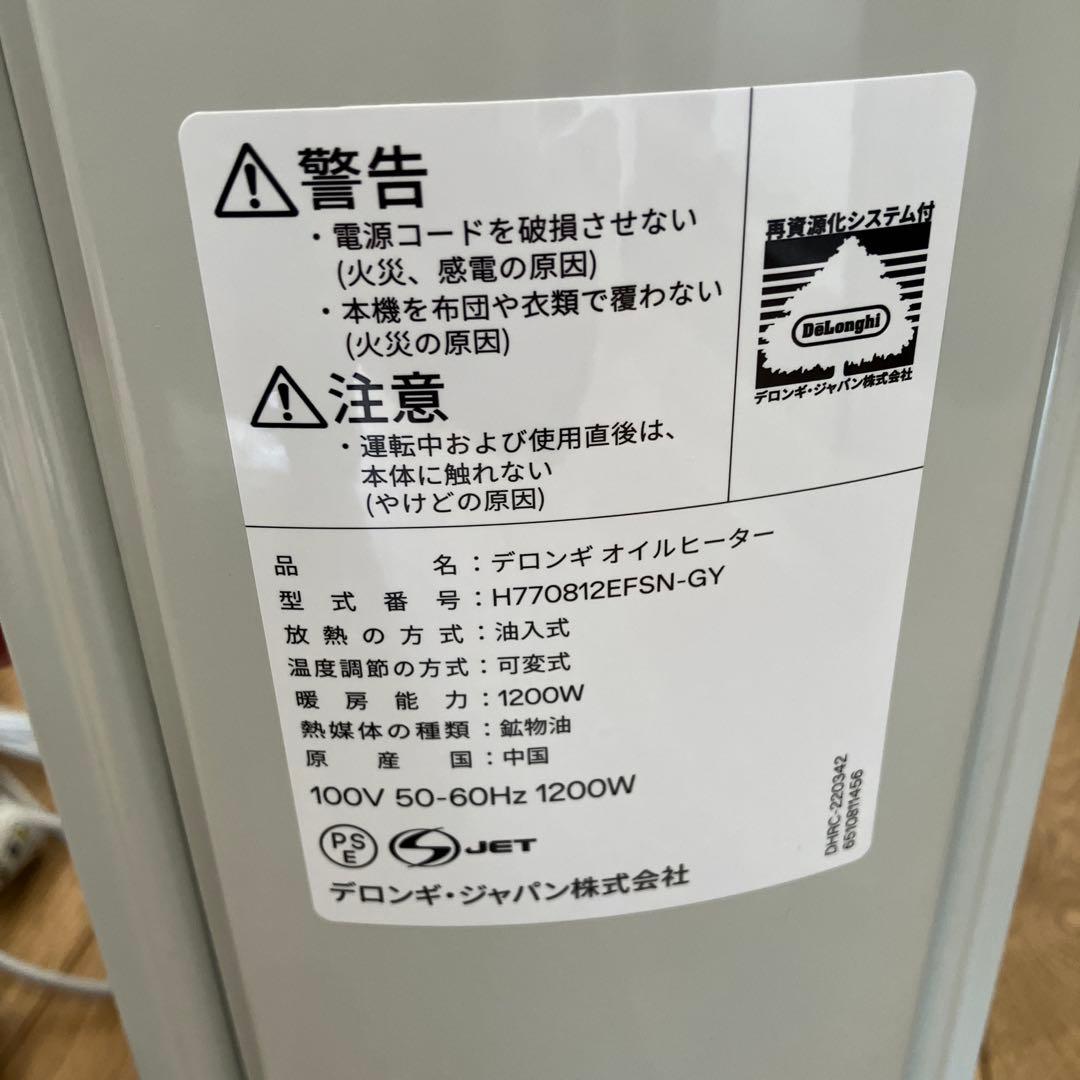 警告
・電源コードを破損させない
(火災、感電の原因)
・本機を布団や衣類で覆わない
(火災の原因)
注意
・運転中および使用直後は、
本体に触れない
(やけどの原因)
再資源化システム付
DeLonghi
デロンギ・ジャパン株式会社
品名：デロンギ オイルヒーター
型式番号：H770812EFSN-GY
放熱の方式：油入式
温度調節の方式：可変式
暖房能力：1200W
熱媒体の種類：鉱物油
原産国：中国
100V 50-60Hz 1200W
PSE JET
デロンギ・ジャパン株式会社
DHRC-220342
6510811456